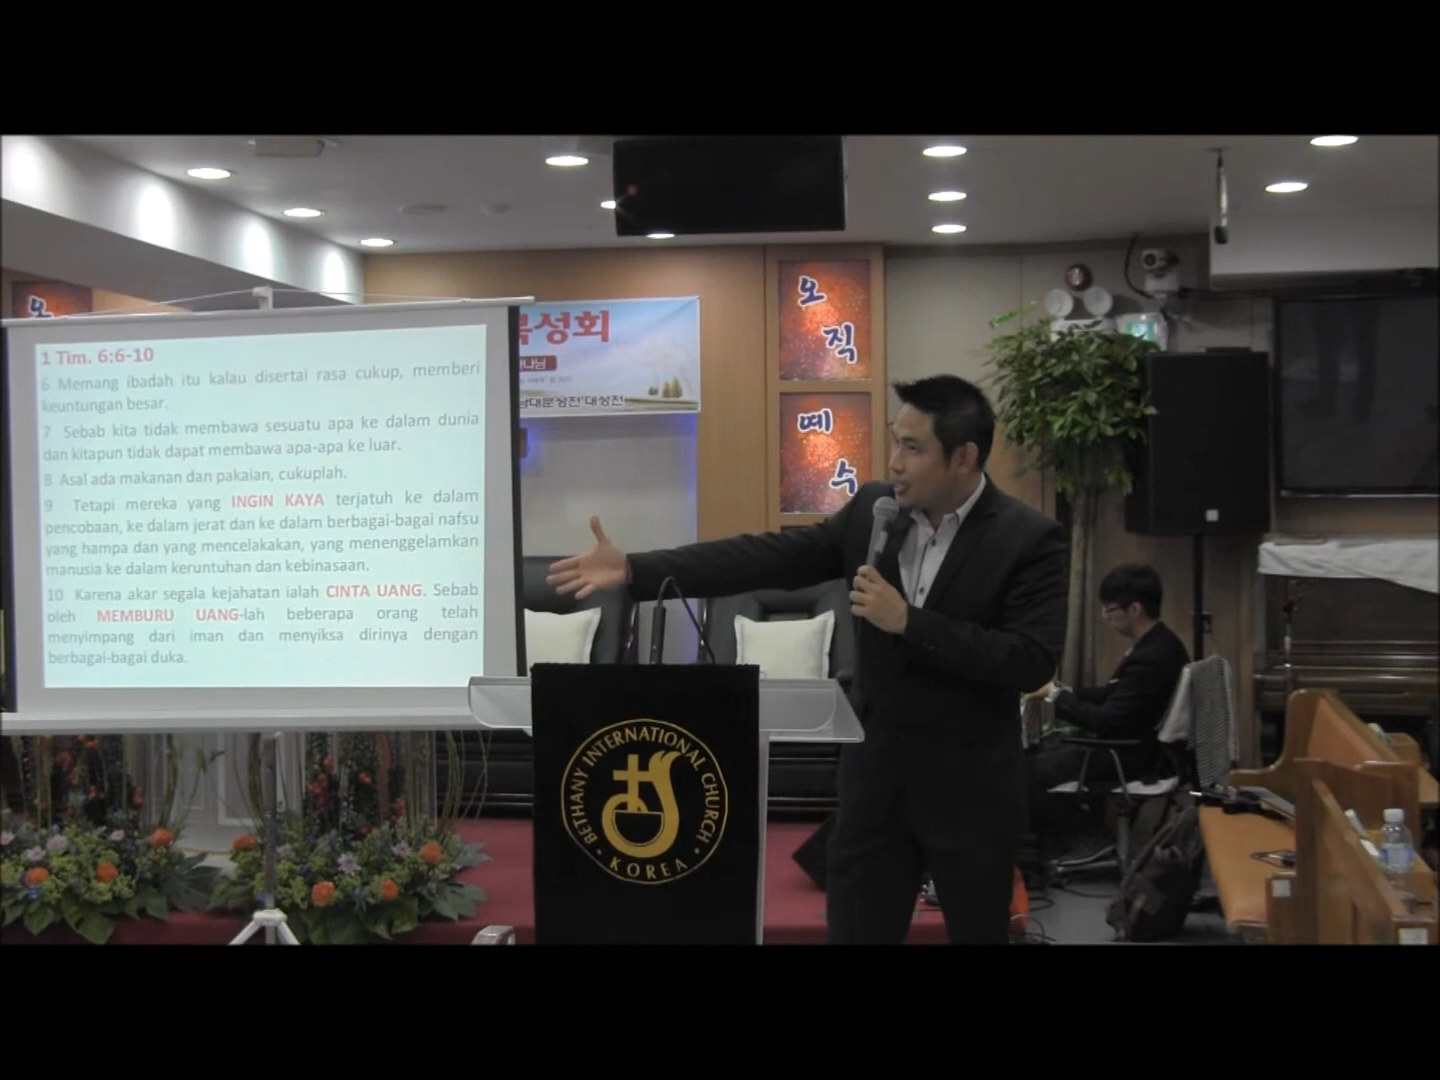 1 Tim. 6:6-10
6 Memang ibadah itu kalau disertai rasa cukup, memberi
keuntungan besar.
7 Sebab kita tidak membawa sesuatu apa ke dalam dunia
dan kitapun tidak dapat membawa apa-apa ke luar.
8 Asal ada makanan dan pakaian, cukuplah.
9 Tetapi mereka yang INGIN KAYA terjatuh ke dalam
pencobaan, ke dalam jerat dan ke dalam berbagai-bagai nafsu
yang hampa dan yang mencelakakan, yang menenggelamkan
manusia ke dalam keruntuhan dan kebinasaan.
10 Karena akar segala kejahatan ialah CINTA UANG. Sebab
oleh MEMBURU UANG-lah beberapa orang telah
menyimpang dari iman dan menyiksa dirinya dengan
berbagai-bagai duka.
성회
대성전
오
직
예
수
오
BETHANY INTERNATIONAL CHURCH
KOREA